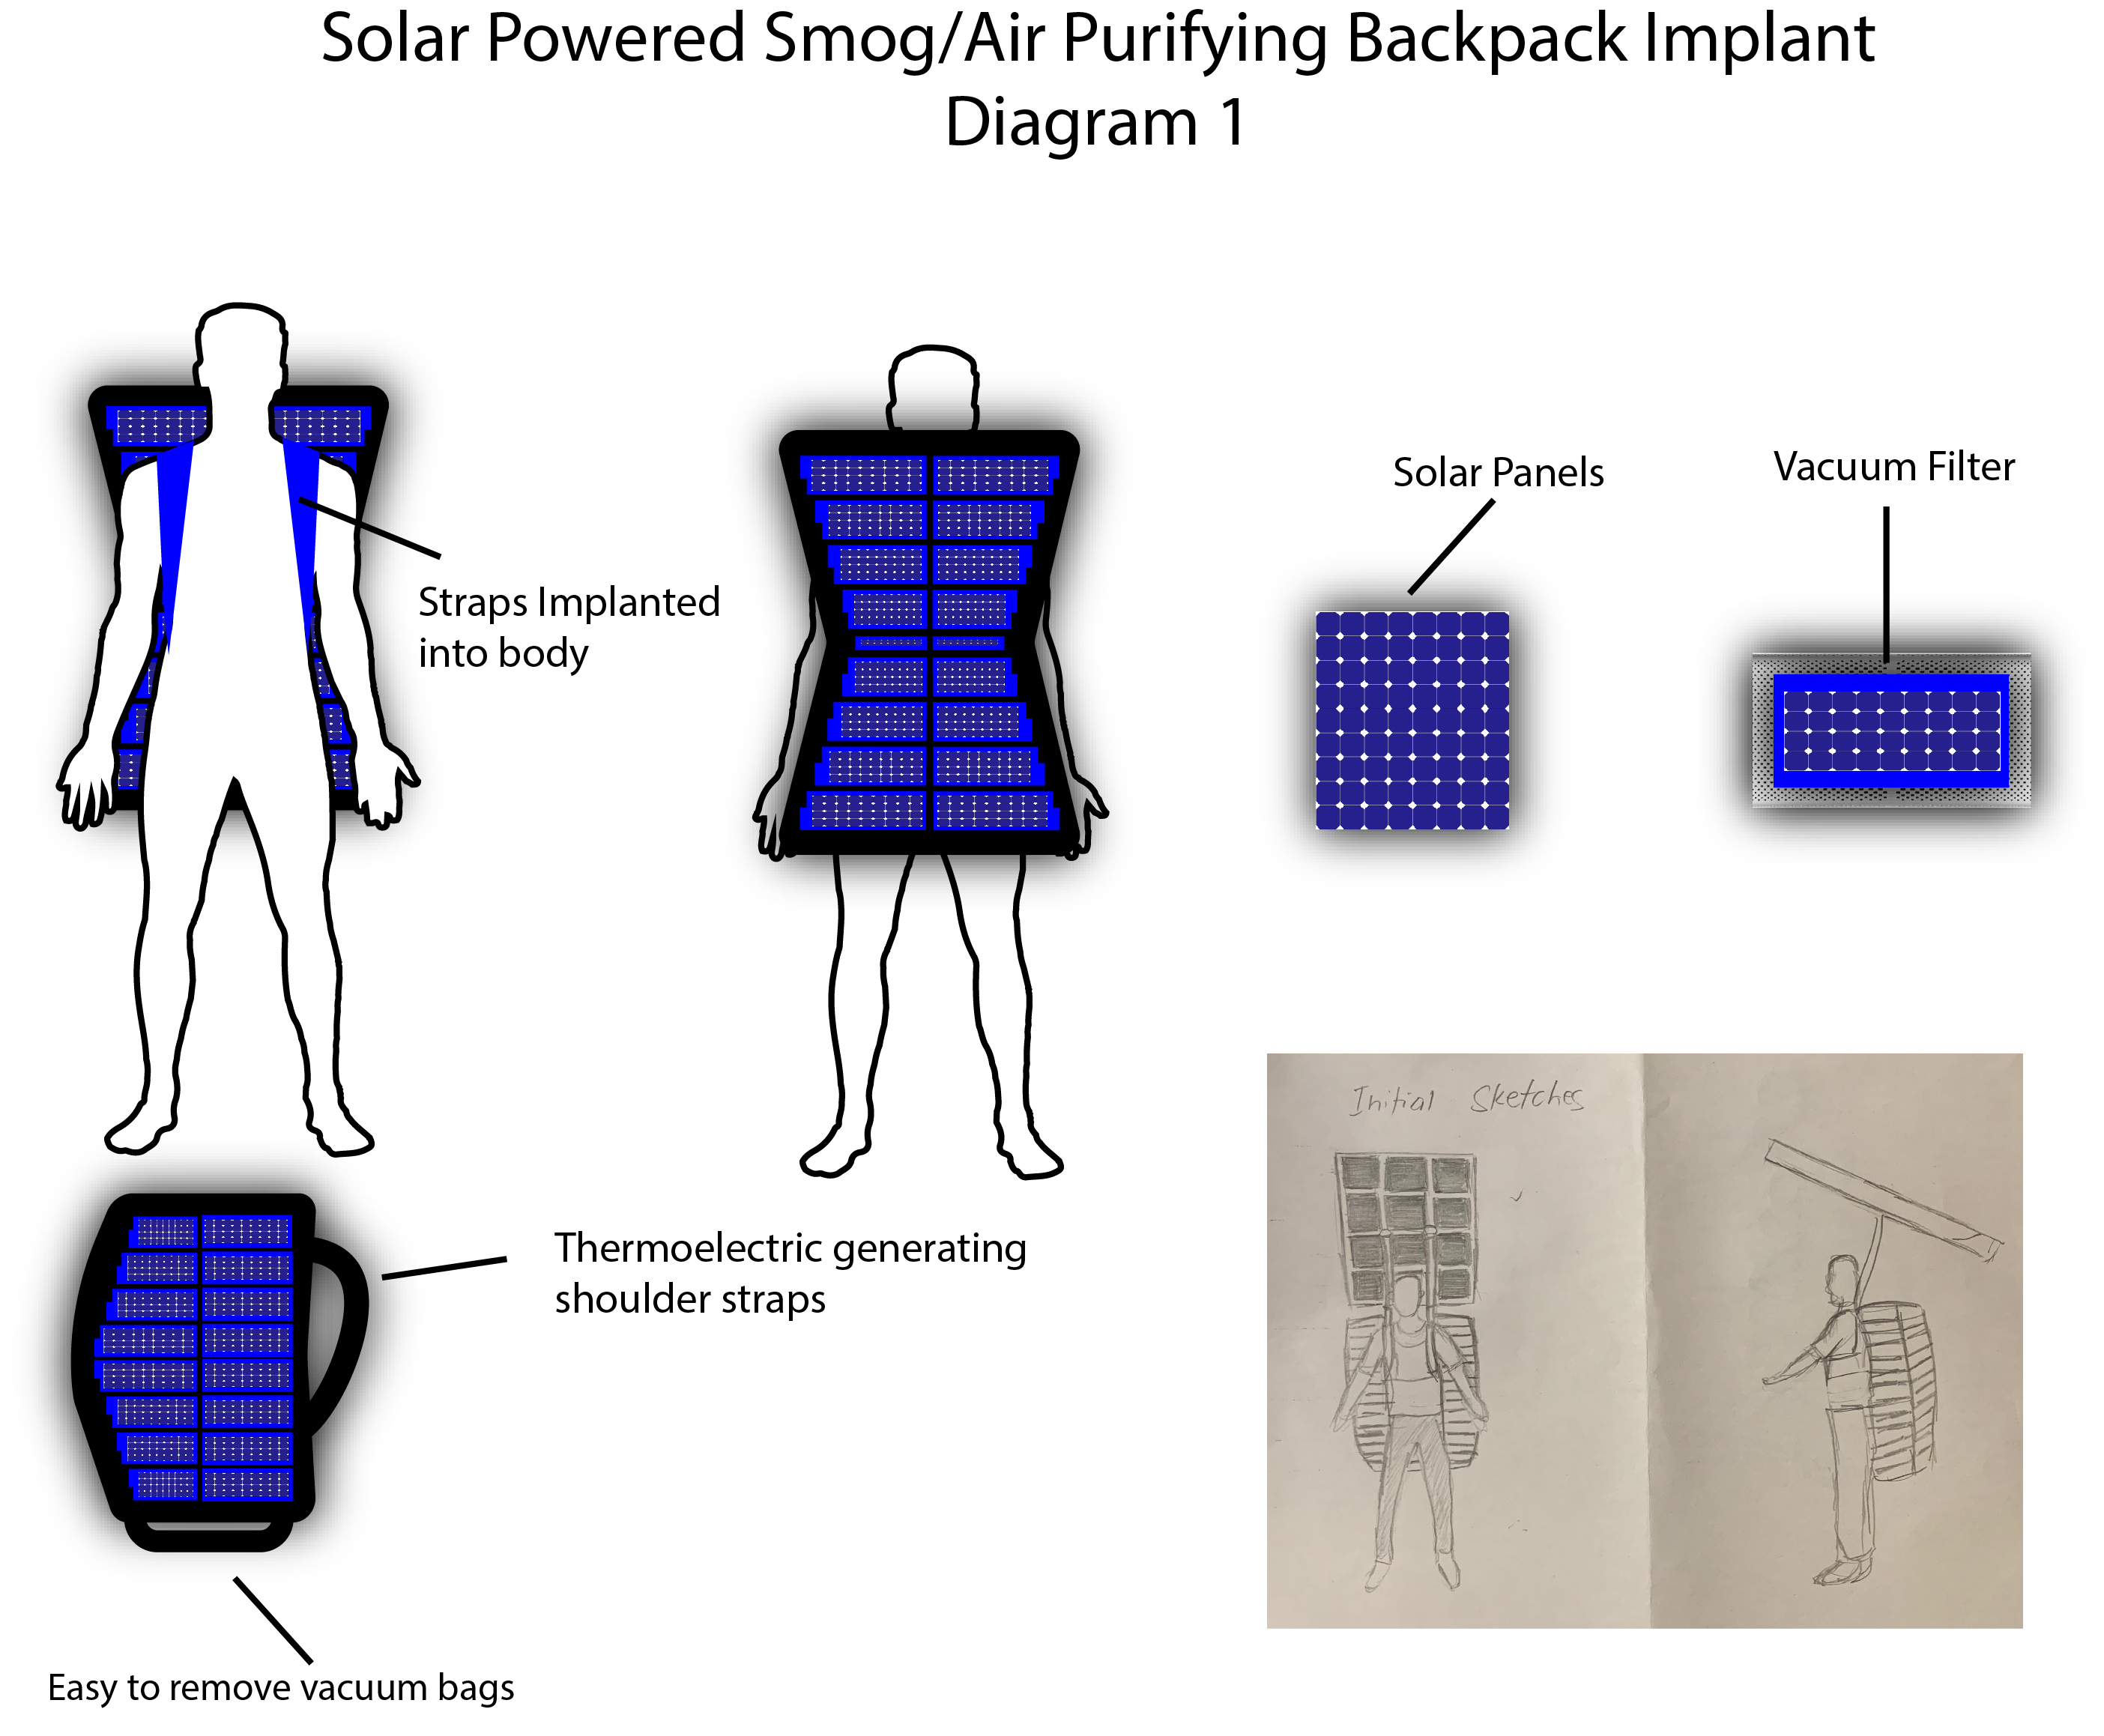 Solar Powered Smog/Air Purifying Backpack Implant
Diagram 1
Solar Panels
Vacuum Filter
Straps Implanted
into body
Initial Sketches
Thermoelectric generating
shoulder straps
Easy to remove vacuum bags